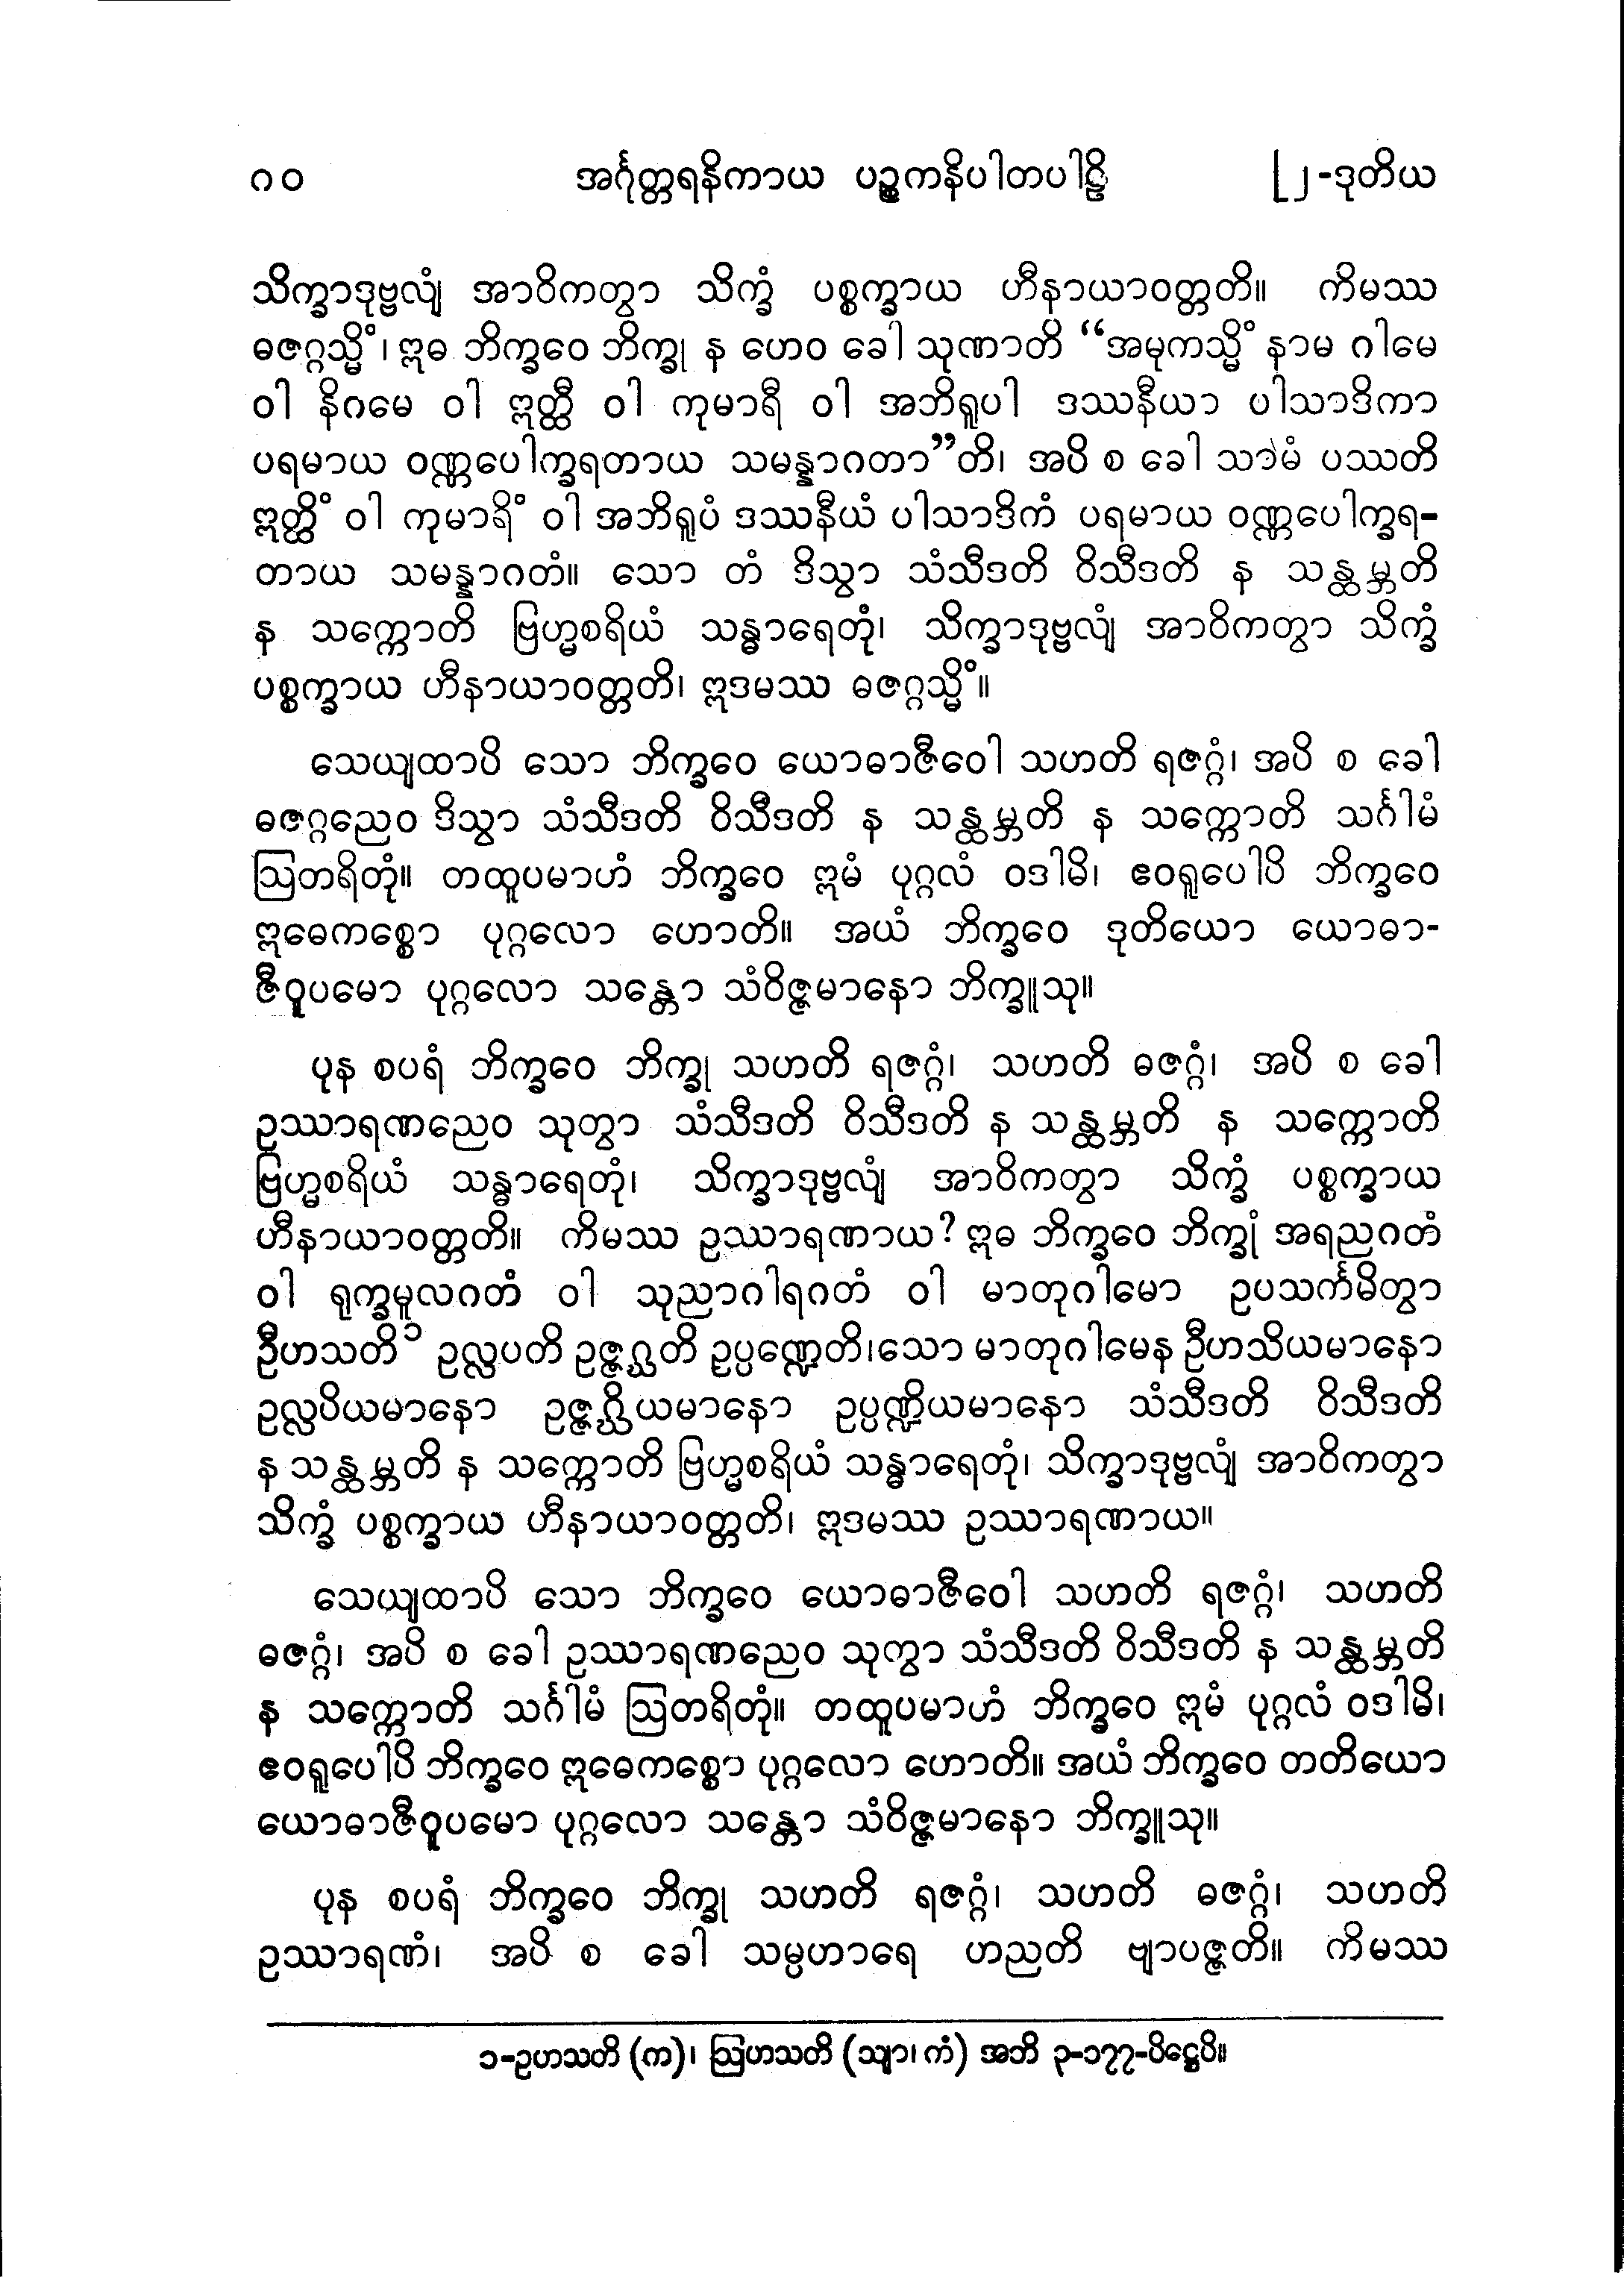 ၈၀ အင်္ဂုတ္တရနိကာယ ပဉ္စကနိပါတပါဠိ [၂-ဒုတိယ
သိက္ခာဒုဗ္ဗလျံ အာဝိကတွာ သိက္ခံ ပစ္စက္ခာယ ဟီနာယာဝတ္တတိ။ ကိမဿ
ဓဇဂ္ဂသ္မိံ၊ ဣဓ ဘိက္ခဝေ ဘိက္ခု န ဟေဝ ခေါ သုဏာတိ “အမုကသ္မိံ နာမ ဂါမေ
ဝါ နိဂမေ ဝါ ဣတ္ထီ ဝါ ကုမာရီ ဝါ အဘိရူပါ ဒဿနီယာ ပါသာဒိကာ
ပရမာယ ဝဏ္ဏပေါက္ခရတာယ သမန္နာဂတာ”တိ၊ အပိ စ ခေါ သာမံ ပဿတိ
ဣတ္ထိံ ဝါ ကုမာရိံ ဝါ အဘိရူပံ ဒဿနီယံ ပါသာဒိကံ ပရမာယ ဝဏ္ဏပေါက္ခရ-
တာယ သမန္နာဂတံ။ သော တံ ဒိသွာ သံသီဒတိ ဝိသီဒတိ န သန္ထမ္ဘတိ
န သက္ကောတိ ဗြဟ္မစရိယံ သန္ဓာရေတုံ၊ သိက္ခာဒုဗ္ဗလျံ အာဝိကတွာ သိက္ခံ
ပစ္စက္ခာယ ဟီနာယာဝတ္တတိ၊ ဣဒမဿ ဓဇဂ္ဂသ္မိံ။
သေယျထာပိ သော ဘိက္ခဝေ ယောဓာဇီဝေါ သဟတိ ရဇဂ္ဂံ၊ အပိ စ ခေါ
ဓဇဂ္ဂညေဝ ဒိသွာ သံသီဒတိ ဝိသီဒတိ န သန္ထမ္ဘတိ န သက္ကောတိ သင်္ဂါမံ
ဩတရိတုံ။ တထူပမာဟံ ဘိက္ခဝေ ဣမံ ပုဂ္ဂလံ ဝဒါမိ၊ ဧဝရူပေါပိ ဘိက္ခဝေ
ဣဓေကစ္စော ပုဂ္ဂလော ဟောတိ။ အယံ ဘိက္ခဝေ ဒုတိယော ယောဓာ-
ဇီဝူပမော ပုဂ္ဂလော သန္တော သံဝိဇ္ဇမာနော ဘိက္ခူသု။
ပုန စပရံ ဘိက္ခဝေ ဘိက္ခု သဟတိ ရဇဂ္ဂံ၊ သဟတိ ဓဇဂ္ဂံ၊ အပိ စ ခေါ
ဥဿာရဏညေဝ သုတွာ သံသီဒတိ ဝိသီဒတိ န သန္ထမ္ဘတိ န သက္ကောတိ
ဗြဟ္မစရိယံ သန္ဓာရေတုံ၊ သိက္ခာဒုဗ္ဗလျံ အာဝိကတွာ သိက္ခံ ပစ္စက္ခာယ
ဟီနာယာဝတ္တတိ။ ကိမဿ ဥဿာရဏာယ? ဣဓ ဘိက္ခဝေ ဘိက္ခုံ အရညဂတံ
ဝါ ရုက္ခမူလဂတံ ဝါ သုညာဂါရဂတံ ဝါ မာတုဂါမော ဥပသင်္ကမိတွာ
ဦဟသတိ ၁ ဥလ္လပတိ ဥဇ္ဇဂ္ဃတိ ဥပ္ပဏ္ဍေတိ၊သော မာတုဂါမေန ဦဟသိယမာနော
ဥလ္လပိယမာနော ဥဇ္ဇဂ္ဃိယမာနော ဥပ္ပဏ္ဍိယမာနော သံသီဒတိ ဝိသီဒတိ
န သန္ထမ္ဘတိ န သက္ကောတိ ဗြဟ္မစရိယံ သန္ဓာရေတုံ၊ သိက္ခာဒုဗ္ဗလျံ အာဝိကတွာ
သိက္ခံ ပစ္စက္ခာယ ဟီနာယာဝတ္တတိ၊ ဣဒမဿ ဥဿာရဏာယ။
သေယျထာပိ သော ဘိက္ခဝေ ယောဓာဇီဝေါ သဟတိ ရဇဂ္ဂံ၊ သဟတိ
ဓဇဂ္ဂံ၊ အပိ စ ခေါ ဥဿာရဏညေဝ သုကွာ သံသီဒတိ ဝိသီဒတိ န သန္ထမ္ဘတိ
န သက္ကောတိ သင်္ဂါမံ ဩတရိတုံ။ တထူပမာဟံ ဘိက္ခဝေ ဣမံ ပုဂ္ဂလံ ဝဒါမိ၊
ဧဝရူပေါပိ ဘိက္ခဝေ ဣဓေကစ္စော ပုဂ္ဂလော ဟောတိ။ အယံ ဘိက္ခဝေ တတိယော
ယောဓာဇီဝူပမော ပုဂ္ဂလော သန္တော သံဝိဇ္ဇမာနော ဘိက္ခူသု။
ပုန စပရံ ဘိက္ခဝေ ဘိက္ခု သဟတိ ရဇဂ္ဂံ၊ သဟတိ ဓဇဂ္ဂံ၊ သဟတိ
ဥဿာရဏံ၊ အပိ စ ခေါ သမ္ပဟာရေ ဟညတိ ဗျာပဇ္ဇတိ။ ကိမဿ
၁-ဥဟသတိ (က)၊ ဩဟသတိ (သျာ၊ ကံ) အဘိ ၃-၁၇၇-ပိဋ္ဌေပိ။